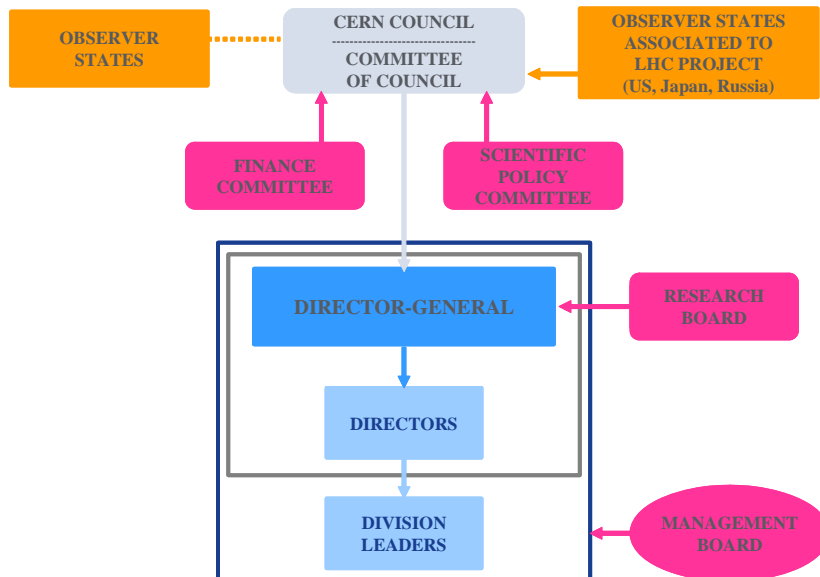 OBSERVER
STATES
CERN COUNCIL
---------------------------------
COMMITTEE
OF COUNCIL
OBSERVER STATES
ASSOCIATED TO
LHC PROJECT
(US, Japan, Russia)
FINANCE
COMMITTEE
SCIENTIFIC
POLICY
COMMITTEE
DIRECTOR-GENERAL
RESEARCH
BOARD
DIRECTORS
DIVISION
LEADERS
MANAGEMENT
BOARD